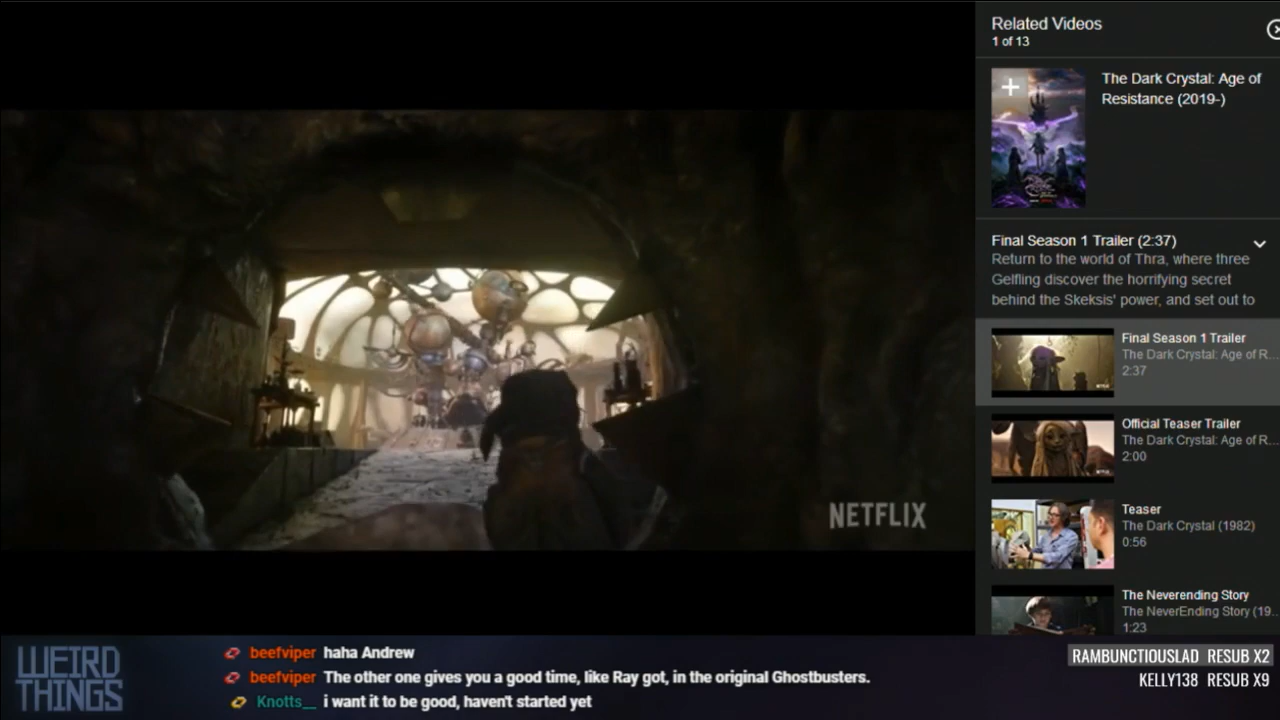 Related Videos
1 of 13
The Dark Crystal: Age of
Resistance (2019-)
Final Season 1 Trailer (2:37)
Return to the world of Thra, where three
Gelfling discover the horrifying secret
behind the Skeksis' power, and set out to
Final Season 1 Trailer
The Dark Crystal: Age of R...
2:37
Official Teaser Trailer
The Dark Crystal: Age of R...
2:00
Teaser
The Dark Crystal (1982)
0:56
The Neverending Story
The NeverEnding Story (19...
1:23
NETFLIX
WEIRD
THINGS
beefviper haha Andrew
beefviper The other one gives you a good time, like Ray got, in the original Ghostbusters.
Knotts__ i want it to be good, haven't started yet
RAMBUNCTIOUSLAD RESUB X2
KELLY138 RESUB X9